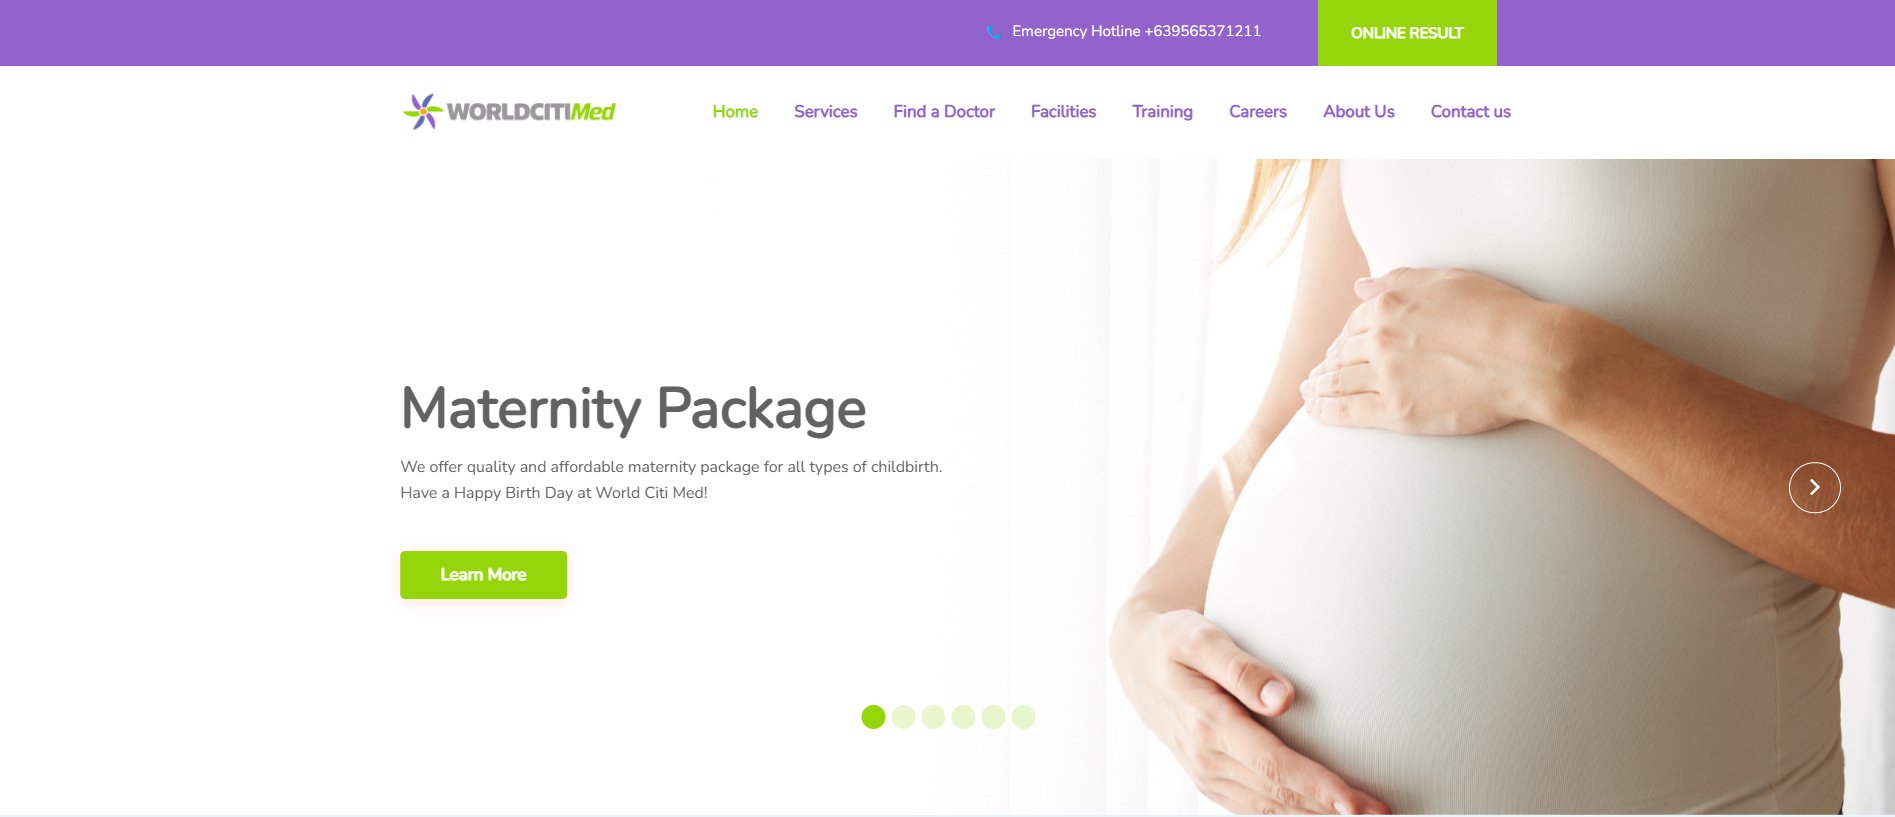 Emergency Hotline +639565371211
ONLINE RESULT
WORLDCITIMed
Home
Services
Find a Doctor
Facilities
Training
Careers
About Us
Contact us
Maternity Package
We offer quality and affordable maternity package for all types of childbirth.
Have a Happy Birth Day at World Citi Med!
Learn More